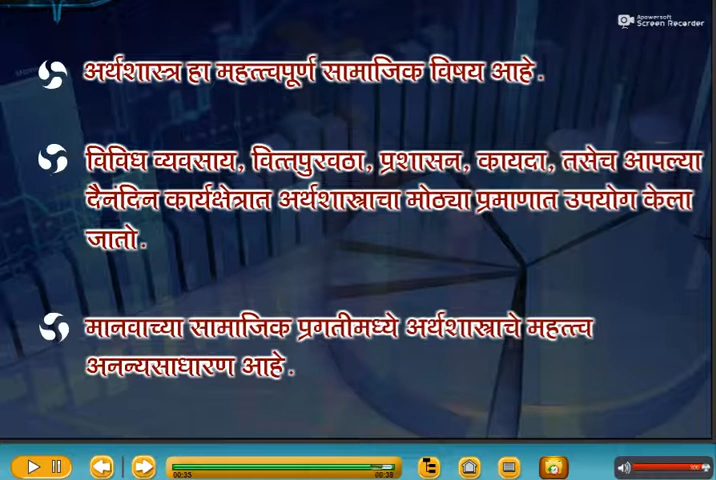 Apowersoft
Screen Recorder
अर्थशास्त्र हा महत्त्वपूर्ण सामाजिक विषय आहे.
विविध व्यवसाय, वित्तपुरवठा, प्रशासन, कायदा, तसेच आपल्या
दैनंदिन कार्यक्षेत्रात अर्थशास्त्राचा मोठ्या प्रमाणात उपयोग केला
जातो.
मानवाच्या सामाजिक प्रगतीमध्ये अर्थशास्त्राचे महत्त्व
अनन्यसाधारण आहे.
00:35
00:38